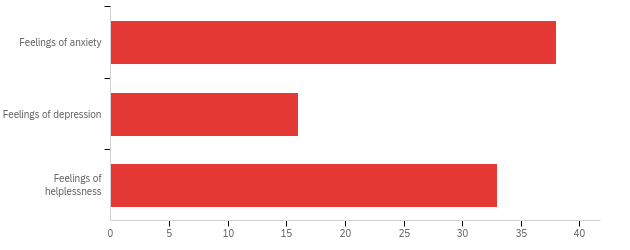 Feelings of anxiety
Feelings of depression
Feelings of
helplessness
0 5 10 15 20 25 30 35 40